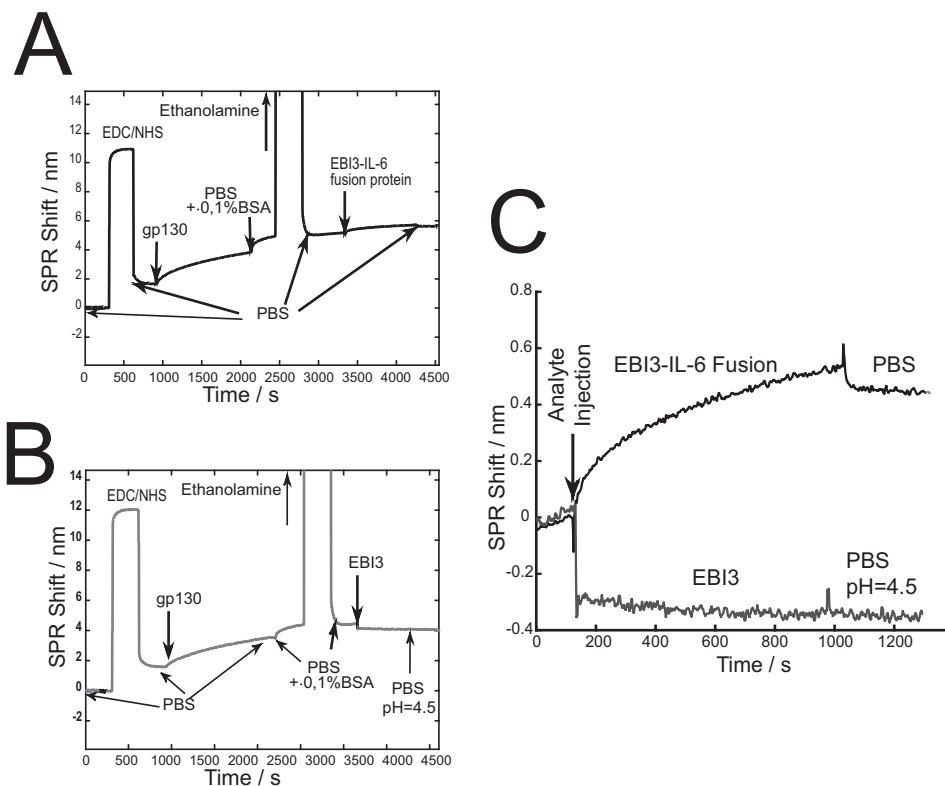 A
SPR Shift / nm
14
12
10
8
6
4
2
0
-2
EDC/NHS
Ethanolamine
gp130
PBS
+·0,1%BSA
EBI3-IL-6
fusion protein
PBS
0 500 1000 1500 2000 2500 3000 3500 4000 4500
Time / s
B
SPR Shift / nm
14
12
10
8
6
4
2
0
-2
EDC/NHS
Ethanolamine
gp130
EBI3
PBS
PBS
+·0,1%BSA
PBS
pH=4.5
0 500 1000 1500 2000 2500 3000 3500 4000 4500
Time / s
C
SPR Shift / nm
0.8
0.6
0.4
0.2
0
-0.2
-0.4
Analyte
Injection
EBI3-IL-6 Fusion
PBS
EBI3
PBS
pH=4.5
0 200 400 600 800 1000 1200
Time / s